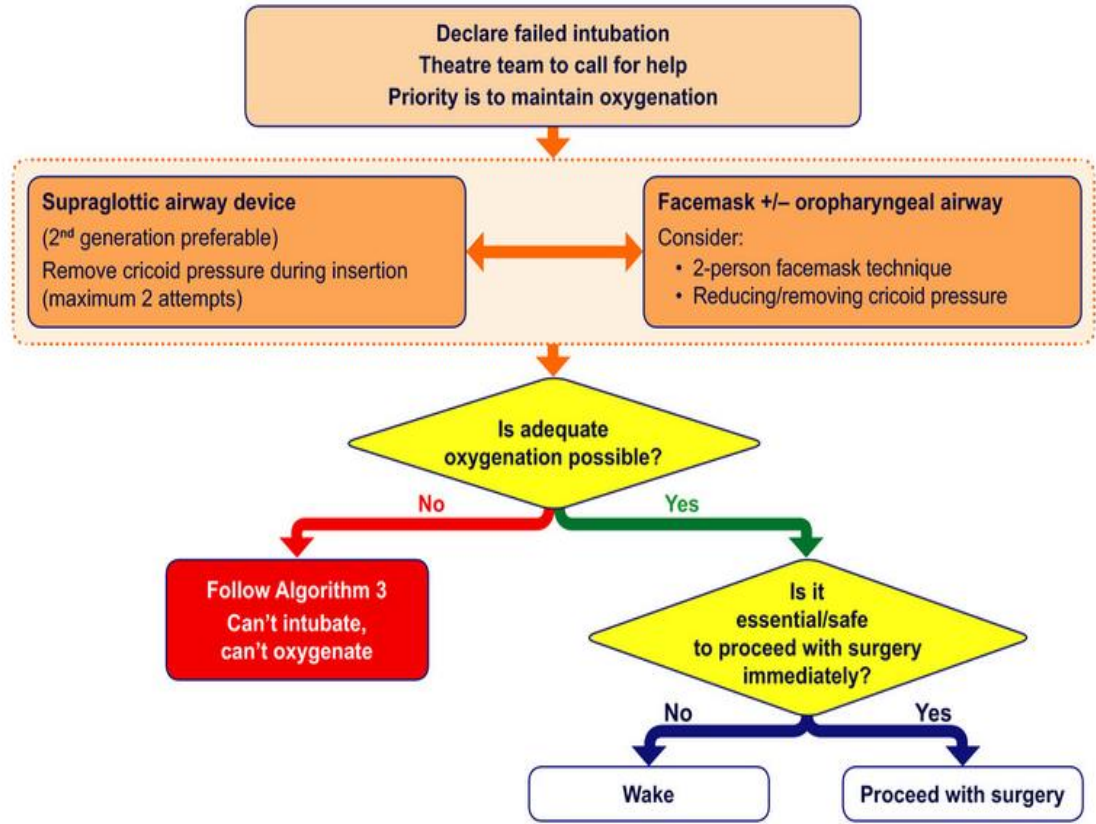 Declare failed intubation
Theatre team to call for help
Priority is to maintain oxygenation
Supraglottic airway device
(2nd generation preferable)
Remove cricoid pressure during insertion
(maximum 2 attempts)
Facemask +/– oropharyngeal airway
Consider:
• 2-person facemask technique
• Reducing/removing cricoid pressure
Is adequate
oxygenation possible?
No
Yes
Follow Algorithm 3
Can’t intubate,
can’t oxygenate
Is it
essential/safe
to proceed with surgery
immediately?
No
Yes
Wake
Proceed with surgery